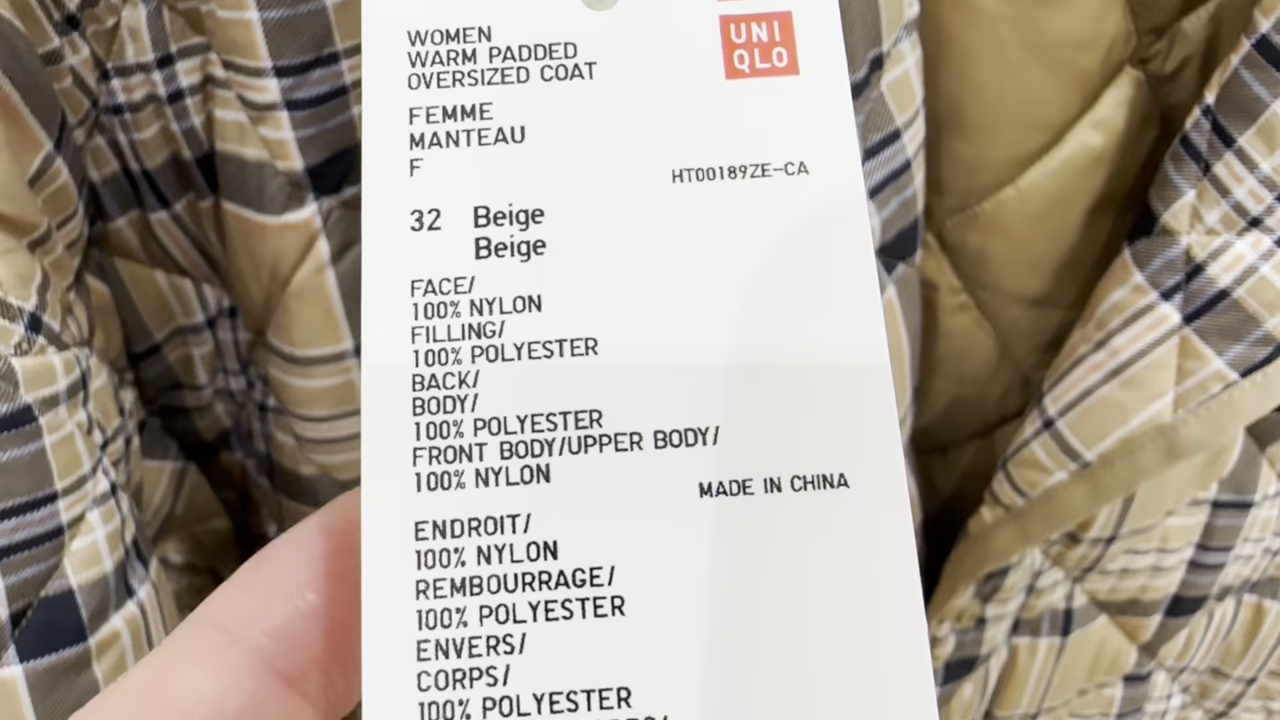 WOMEN
WARM PADDED
OVERSIZED COAT
UNI
QLO
FEMME
MANTEAU
F
HT00189ZE-CA
32 Beige
Beige
FACE/
100% NYLON
FILLING/
100% POLYESTER
BACK/
BODY/
100% POLYESTER
FRONT BODY/UPPER BODY/
100% NYLON
MADE IN CHINA
ENDROIT/
100% NYLON
REMBOURRAGE/
100% POLYESTER
ENVERS/
CORPS/
100% POLYESTER